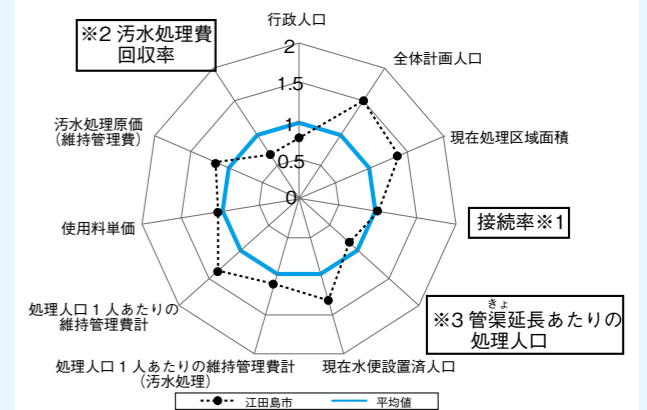 行政人口
※2 汚水処理費
回収率
全体計画人口
2
1.5
1
0.5
0
汚水処理原価
（維持管理費）
現在処理区域面積
使用料単価
接続率※1
処理人口１人あたりの
維持管理費計
きょ
※3 管渠延長あたりの
処理人口
処理人口１人あたりの維持管理費計
（汚水処理）
現在水便設置済人口
江田島市 平均値